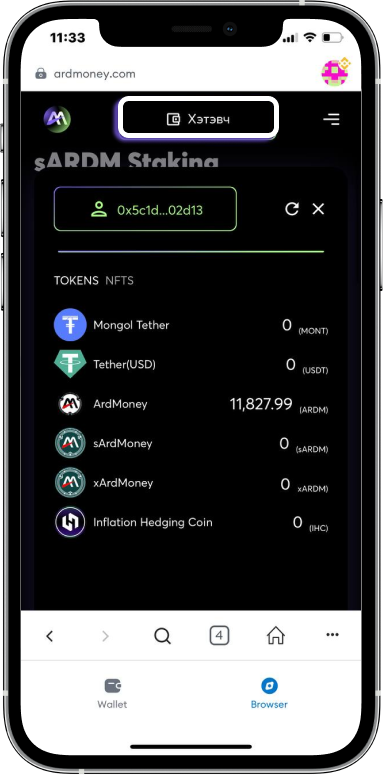 11:33
ardmoney.com
Хэтэвч
sARDM Staking
0x5c1d...02d13
TOKENS NFTS
Mongol Tether 0 (MONT)
Tether(USD) 0 (USDT)
ArdMoney 11,827.99 (ARDM)
sArdMoney 0 (sARDM)
xArdMoney 0 xARDM)
Inflation Hedging Coin 0 (IHC)
4
Wallet Browser